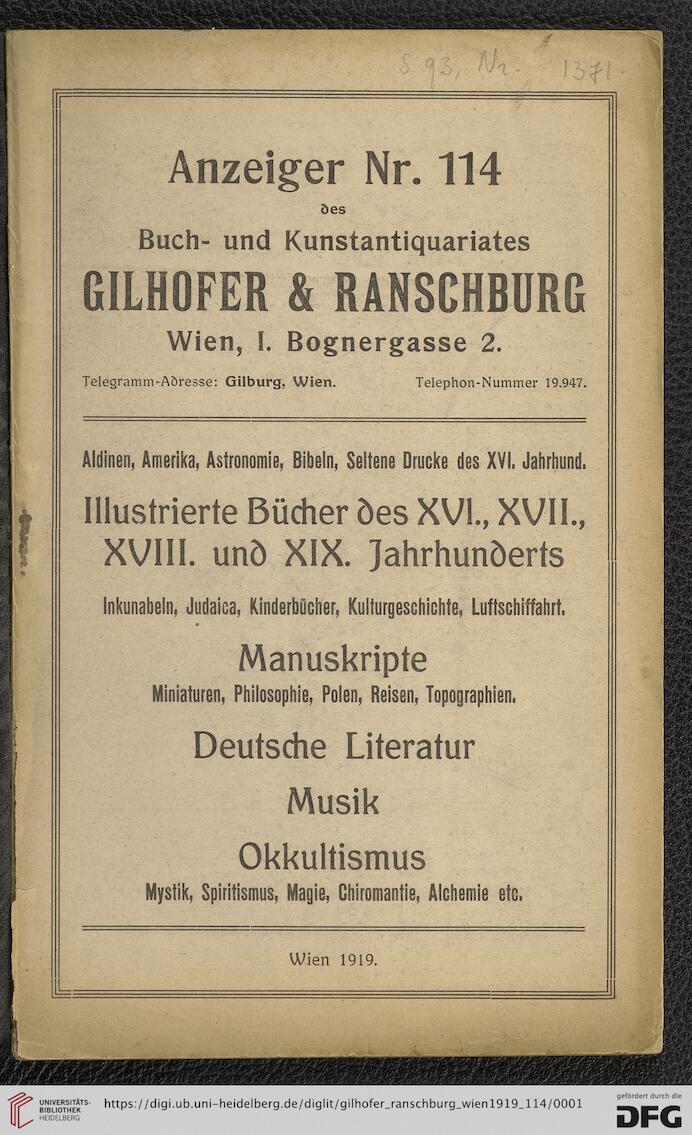 S. 93, Nr. 1371.
Anzeiger Nr. 114
des
Buch- und Kunstantiquariates
GILHOFER & RANSCHBURG
Wien, I. Bognergasse 2.
Telegramm-Adresse: Gilburg, Wien. Telephon-Nummer 19.947.
Aldinen, Amerika, Astronomie, Bibeln, Seltene Drucke des XVI. Jahrhund.
Illustrierte Bücher des XVI., XVII.,
XVIII. und XIX. Jahrhunderts
Inkunabeln, Judaica, Kinderbücher, Kulturgeschichte, Luftschiffahrt.
Manuskripte
Miniaturen, Philosophie, Polen, Reisen, Topographien.
Deutsche Literatur
Musik
Okkultismus
Mystik, Spiritismus, Magie, Chiromantie, Alchemie etc.
Wien 1919.
UNIVERSITÄTS-
BIBLIOTHEK
HEIDELBERG
https://digi.ub.uni-heidelberg.de/diglit/gilhofer_ranschburg_wien1919_114/0001
gefördert durch die
DFG